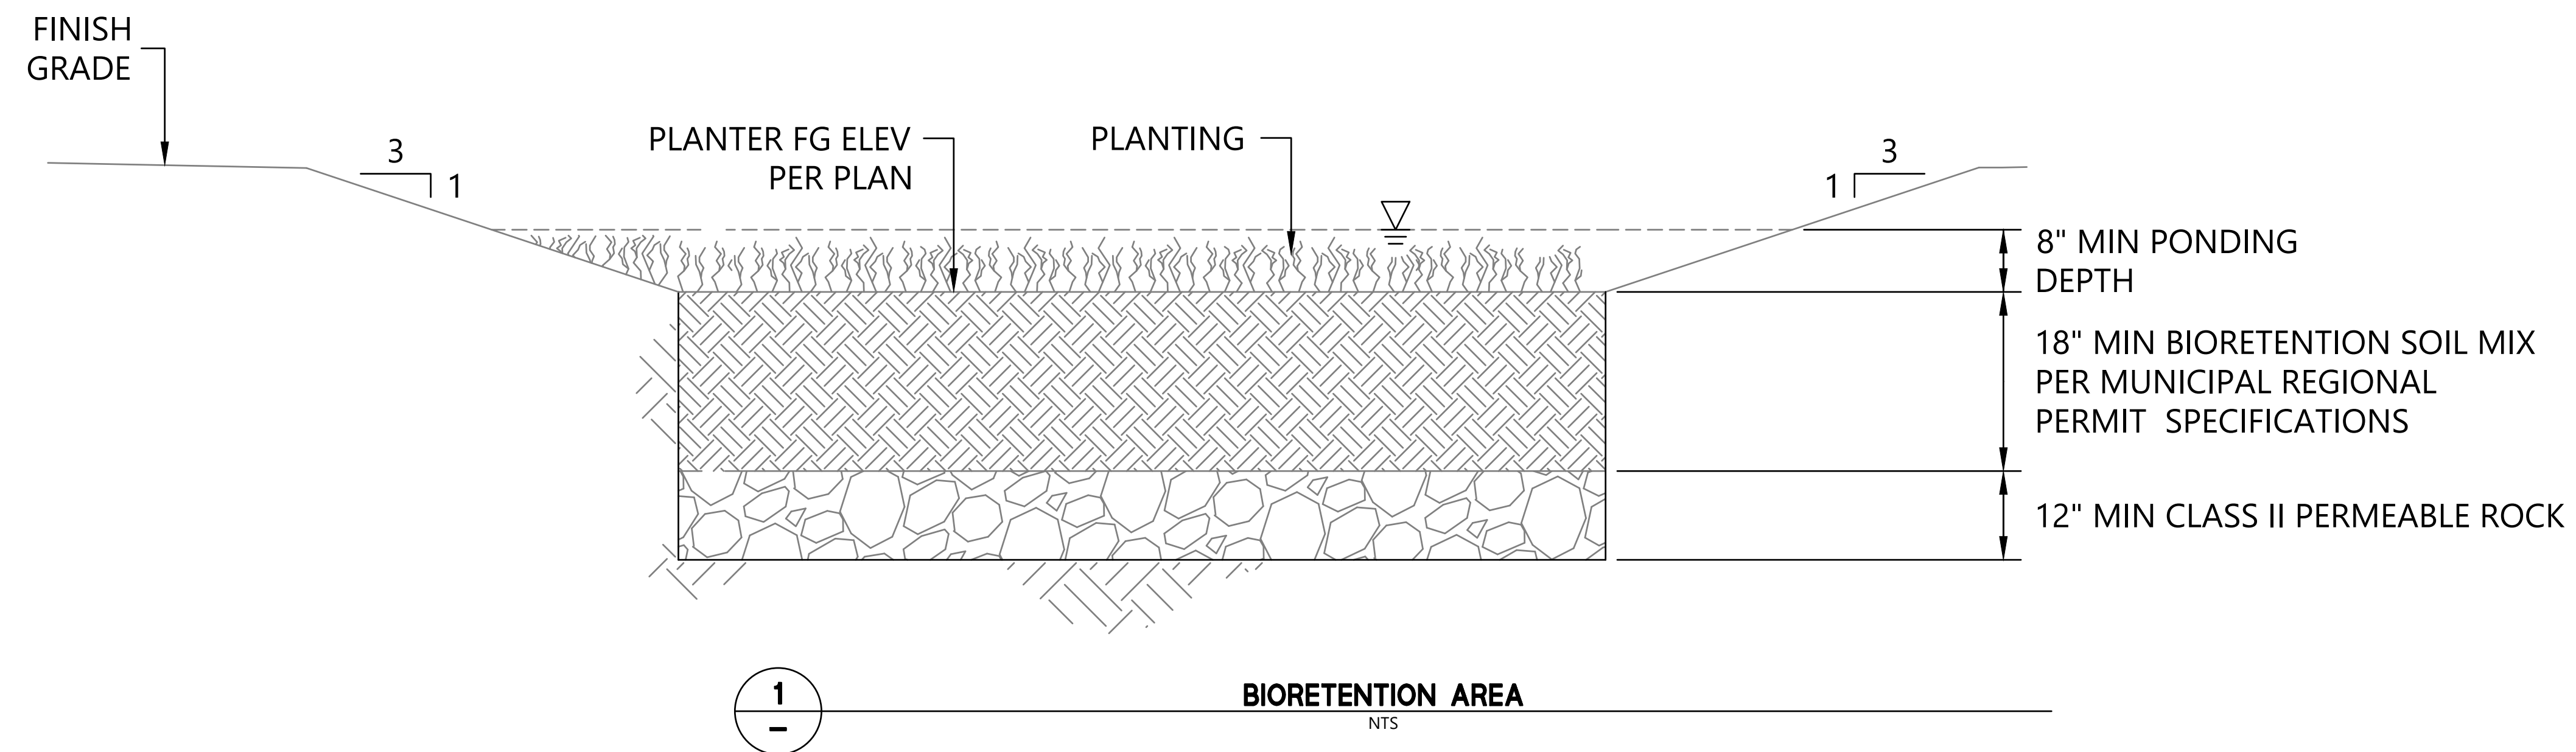 FINISH
GRADE
3
1
PLANTER FG ELEV
PER PLAN
PLANTING
3
1
8" MIN PONDING
DEPTH
18" MIN BIORETENTION SOIL MIX
PER MUNICIPAL REGIONAL
PERMIT  SPECIFICATIONS
12" MIN CLASS II PERMEABLE ROCK
1
–
BIORETENTION AREA
NTS